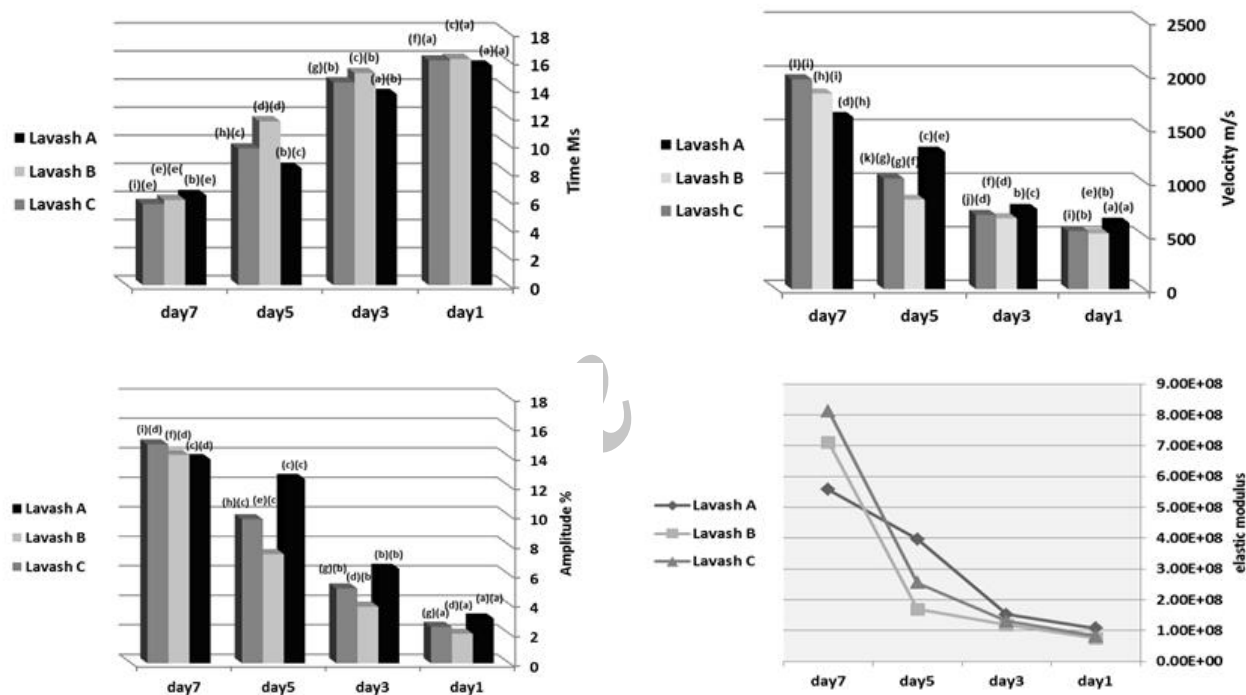 (f)(a)
(c)(a)
(a)(a)
(g)(b)
(c)(b)
(a)(b)
(h)(c)
(d)(d)
(b)(c)
(i)(e)
(e)(e(
(b)(e)
Lavash A
Lavash B
Lavash C
18
16
14
12
10
8
6
4
2
0
Time Ms
day7 day5 day3 day1
(l)(i)
(h)(i)
(d)(h)
(k)(g)
(g)(f)
(c)(e)
(j)(d)
(f)(d)
b)(c)
(i)(b)
(e)(b)
(a)(a)
Lavash A
Lavash B
Lavash C
2500
2000
1500
1000
500
0
Velocity m/s
day7 day5 day3 day1
(i)(d)
(f)(d)
(c)(d)
(h)(c)
(e)(c
(c)(c)
(g)(b)
(d)(b
(b)(b)
(g)(a)
(d)(a)
(a)(a)
Lavash A
Lavash B
Lavash C
18
16
14
12
10
8
6
4
2
0
Amplitude %
day7 day5 day3 day1
Lavash A
Lavash B
Lavash C
9.00E+08
8.00E+08
7.00E+08
6.00E+08
5.00E+08
4.00E+08
3.00E+08
2.00E+08
1.00E+08
0.00E+00
elastic modulus
day7 day5 day3 day1